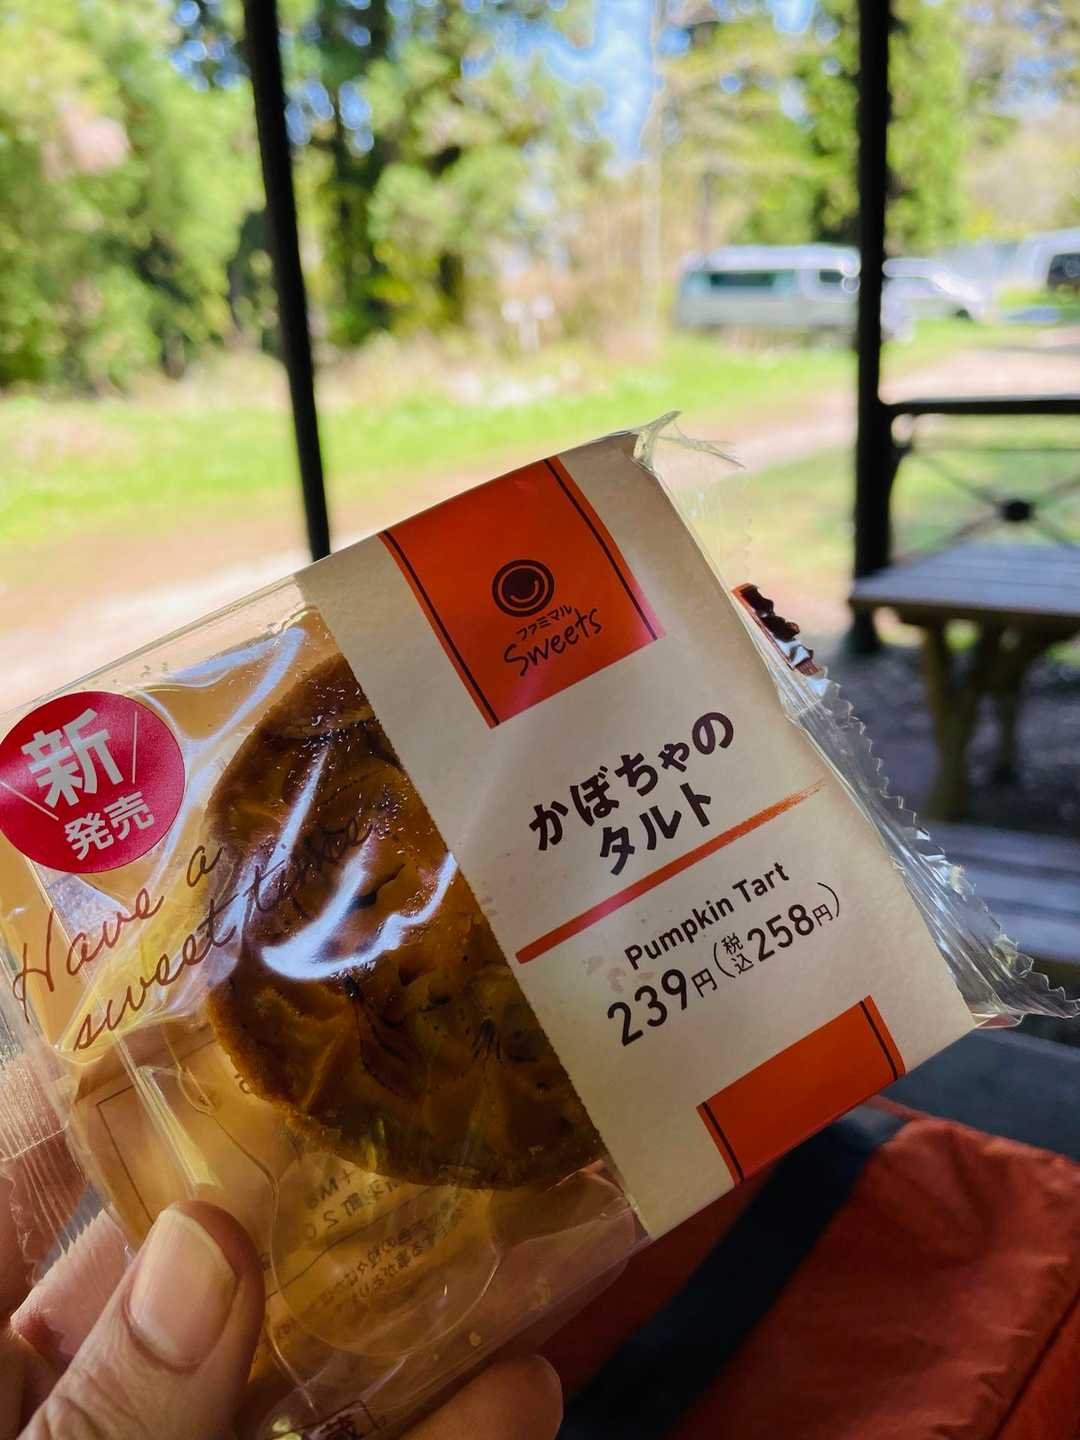 ファミマル
Sweets
新
発売
Have a
sweet time
かぼちゃの
タルト
Pumpkin Tart
239円(税込258円)
蔵